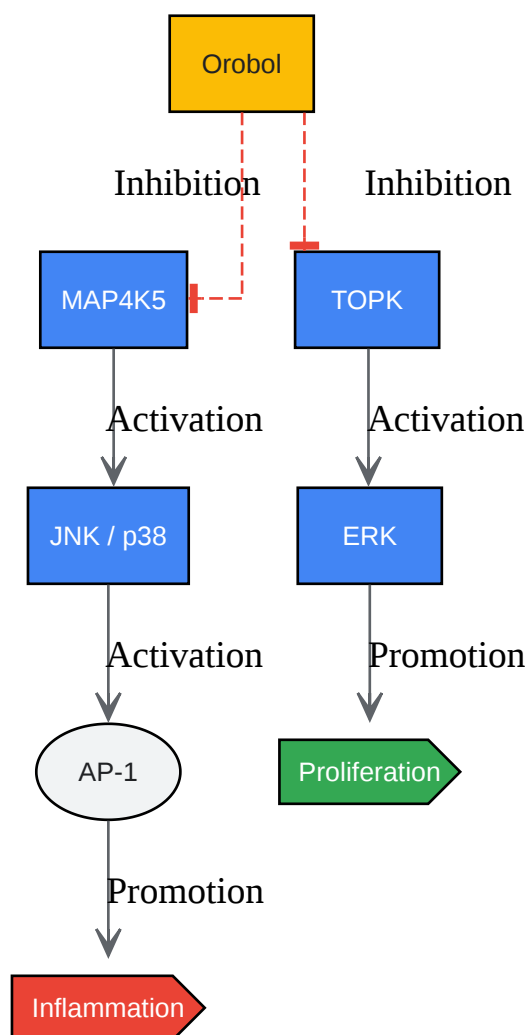 Orobol
Inhibition
Inhibition
MAP4K5
TOPK
Activation
Activation
JNK / p38
ERK
Activation
Promotion
AP-1
Proliferation
Promotion
Inflammation